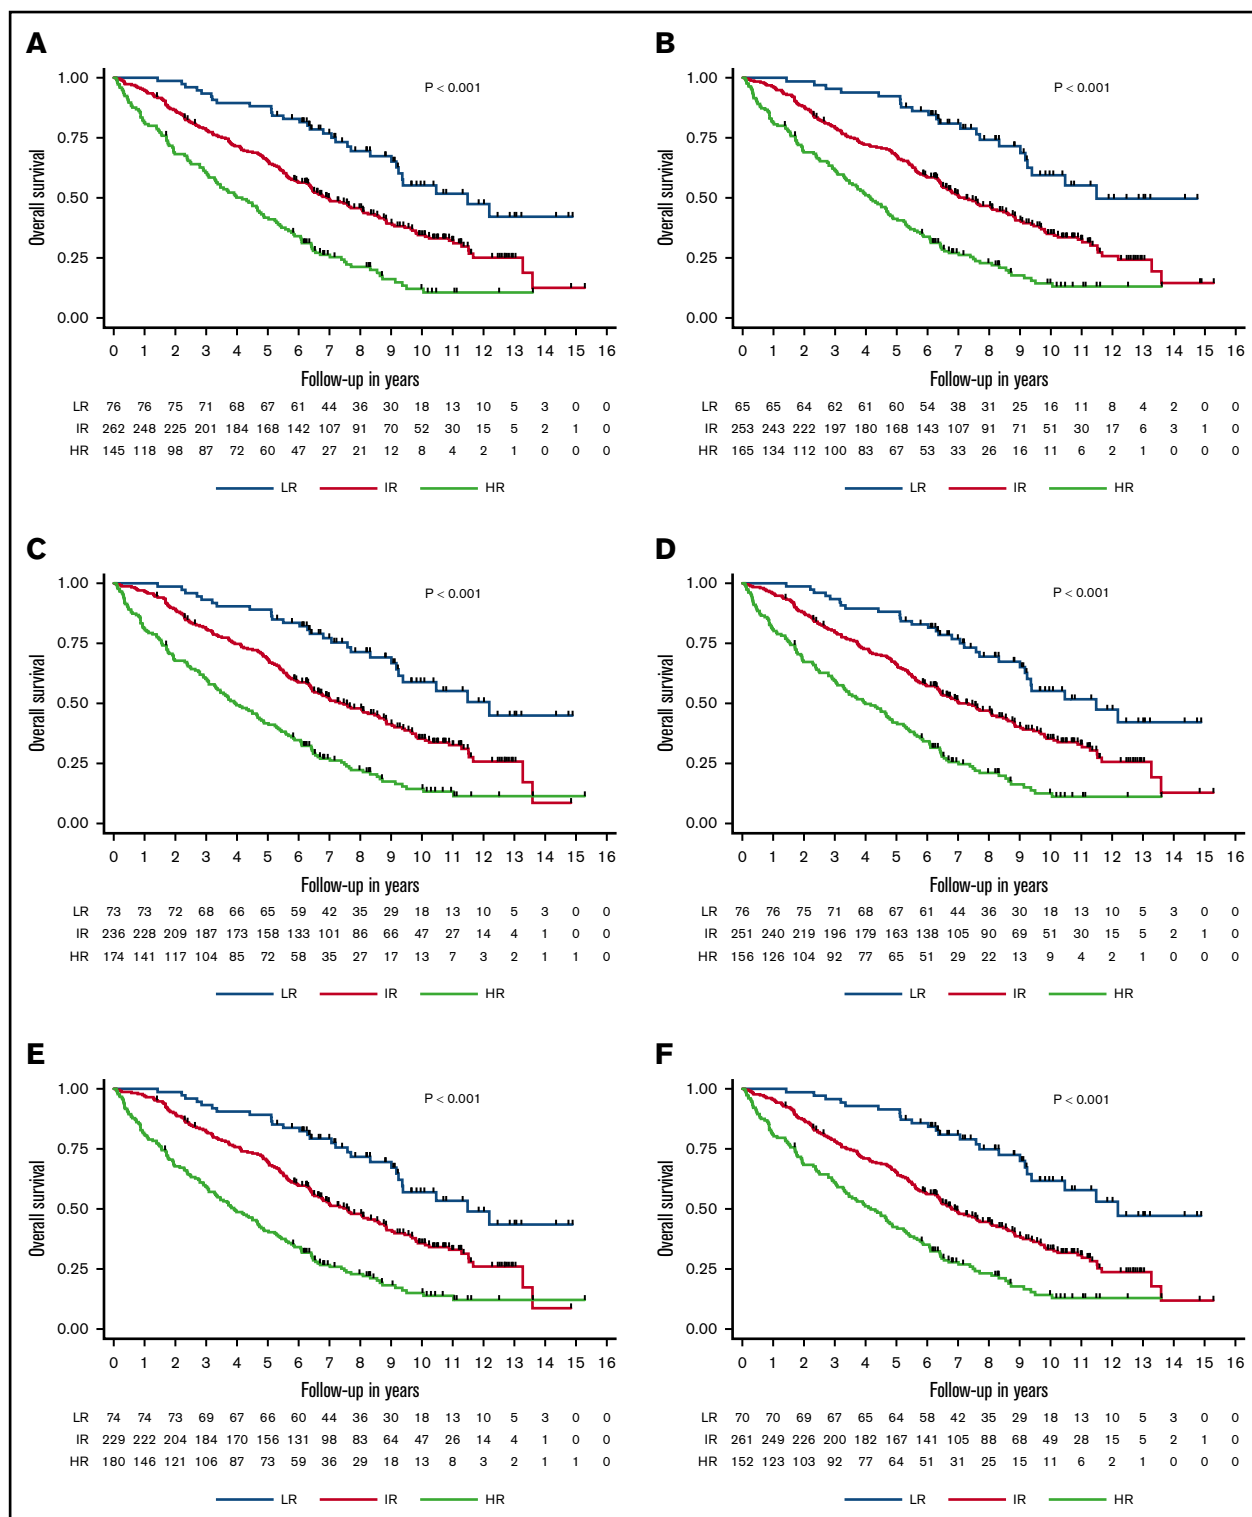 A
P < 0.001
Overall survival
1.00
0.75
0.50
0.25
0.00
0 1 2 3 4 5 6 7 8 9 10 11 12 13 14 15 16
Follow-up in years
LR 76 76 75 71 68 67 61 44 36 30 18 13 10 5 3 0 0
IR 262 248 225 201 184 168 142 107 91 70 52 30 15 5 2 1 0
HR 145 118 98 87 72 60 47 27 21 12 8 4 2 1 0 0 0
LR IR HR
B
P < 0.001
Overall survival
1.00
0.75
0.50
0.25
0.00
0 1 2 3 4 5 6 7 8 9 10 11 12 13 14 15 16
Follow-up in years
LR 65 65 64 62 61 60 54 38 31 25 16 11 8 4 2 0 0
IR 253 243 222 197 180 168 143 107 91 71 51 30 17 6 3 1 0
HR 165 134 112 100 83 67 53 33 26 16 11 6 2 1 0 0 0
LR IR HR
C
P < 0.001
Overall survival
1.00
0.75
0.50
0.25
0.00
0 1 2 3 4 5 6 7 8 9 10 11 12 13 14 15 16
Follow-up in years
LR 73 73 72 68 66 65 59 42 35 29 18 13 10 5 3 0 0
IR 236 228 209 187 173 158 133 101 86 66 47 27 14 4 1 0 0
HR 174 141 117 104 85 72 58 35 27 17 13 7 3 2 1 1 0
LR IR HR
D
P < 0.001
Overall survival
1.00
0.75
0.50
0.25
0.00
0 1 2 3 4 5 6 7 8 9 10 11 12 13 14 15 16
Follow-up in years
LR 76 76 75 71 68 67 61 44 36 30 18 13 10 5 3 0 0
IR 251 240 219 196 179 163 138 105 90 69 51 30 15 5 2 1 0
HR 156 126 104 92 77 65 51 29 22 13 9 4 2 1 0 0 0
LR IR HR
E
P < 0.001
Overall survival
1.00
0.75
0.50
0.25
0.00
0 1 2 3 4 5 6 7 8 9 10 11 12 13 14 15 16
Follow-up in years
LR 74 74 73 69 67 66 60 44 36 30 18 13 10 5 3 0 0
IR 229 222 204 184 170 156 131 98 83 64 47 26 14 4 1 0 0
HR 180 146 121 106 87 73 59 36 29 18 13 8 3 2 1 1 0
LR IR HR
F
P < 0.001
Overall survival
1.00
0.75
0.50
0.25
0.00
0 1 2 3 4 5 6 7 8 9 10 11 12 13 14 15 16
Follow-up in years
LR 70 70 69 67 65 64 58 42 35 29 18 13 10 5 3 0 0
IR 261 249 226 200 182 167 141 105 88 68 49 28 15 5 2 1 0
HR 152 123 103 92 77 64 51 31 25 15 11 6 2 1 0 0 0
LR IR HR